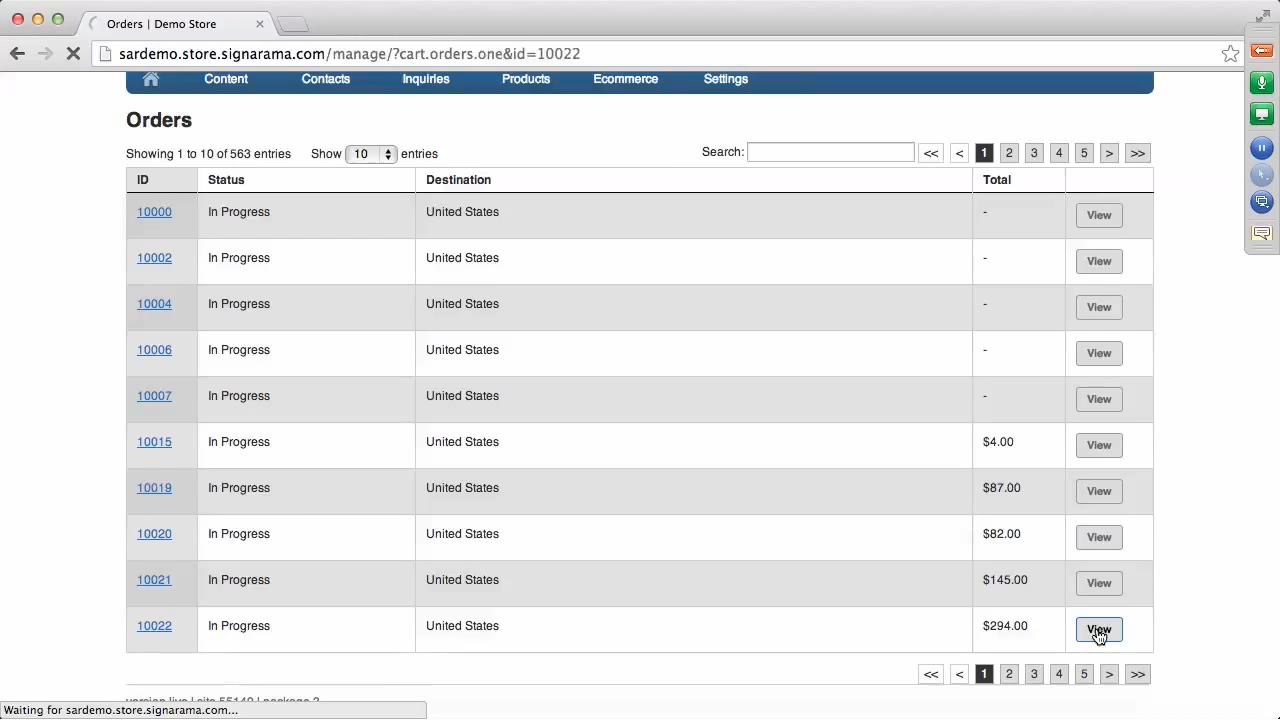 Orders | Demo Store
sardemo.store.signarama.com/manage/?cart.orders.one&id=10022
Content Contacts Inquiries Products Ecommerce Settings
Orders
Showing 1 to 10 of 563 entries Show 10 entries Search: << < 1 2 3 4 5 > >>
ID Status Destination Total
10000 In Progress United States - View
10002 In Progress United States - View
10004 In Progress United States - View
10006 In Progress United States - View
10007 In Progress United States - View
10015 In Progress United States $4.00 View
10019 In Progress United States $87.00 View
10020 In Progress United States $82.00 View
10021 In Progress United States $145.00 View
10022 In Progress United States $294.00 View
<< < 1 2 3 4 5 > >>
version live | site 55140 | package 2
Waiting for sardemo.store.signarama.com...